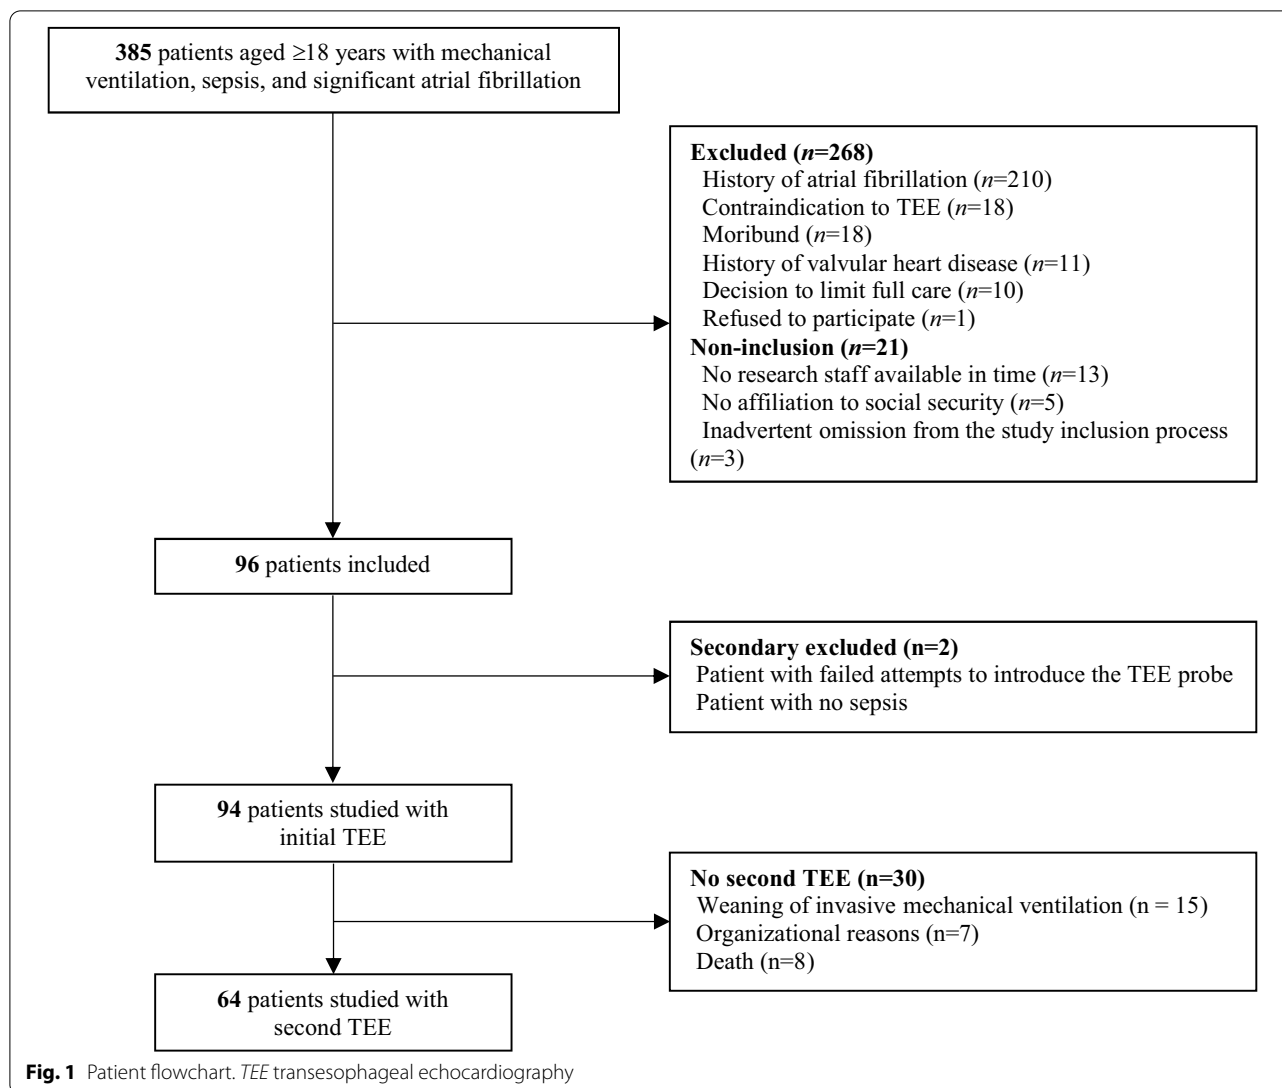 385 patients aged ≥18 years with mechanical
ventilation, sepsis, and significant atrial fibrillation
Excluded (n=268)
History of atrial fibrillation (n=210)
Contraindication to TEE (n=18)
Moribund (n=18)
History of valvular heart disease (n=11)
Decision to limit full care (n=10)
Refused to participate (n=1)
Non-inclusion (n=21)
No research staff available in time (n=13)
No affiliation to social security (n=5)
Inadvertent omission from the study inclusion process
(n=3)
96 patients included
Secondary excluded (n=2)
Patient with failed attempts to introduce the TEE probe
Patient with no sepsis
94 patients studied with
initial TEE
No second TEE (n=30)
Weaning of invasive mechanical ventilation (n = 15)
Organizational reasons (n=7)
Death (n=8)
64 patients studied with
second TEE
Fig. 1 Patient flowchart. TEE transesophageal echocardiography